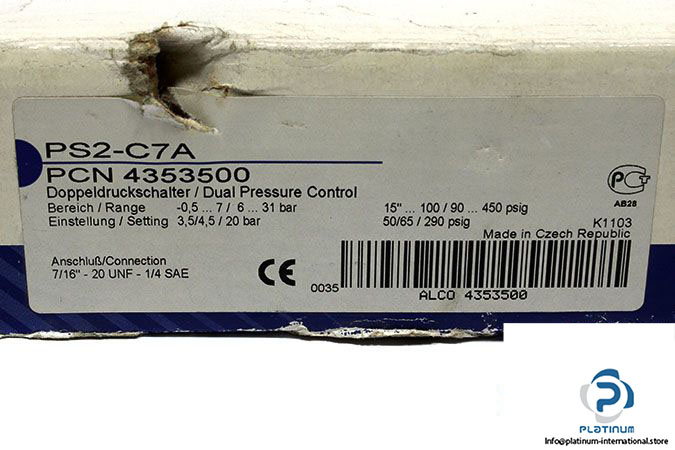 PS2-C7A
PCN 4353500
Doppeldruckschalter / Dual Pressure Control
Bereich / Range -0,5 ... 7 / 6 ... 31 bar 15" ... 100 / 90 ... 450 psig
Einstellung / Setting 3,5/4,5 / 20 bar 50/65 / 290 psig K1103
Made in Czech Republic
Anschluß/Connection
7/16" - 20 UNF - 1/4 SAE
CE 0035
ALCO 4353500
РСТ
АВ28
PLATINUM
Info@platinum-international.store